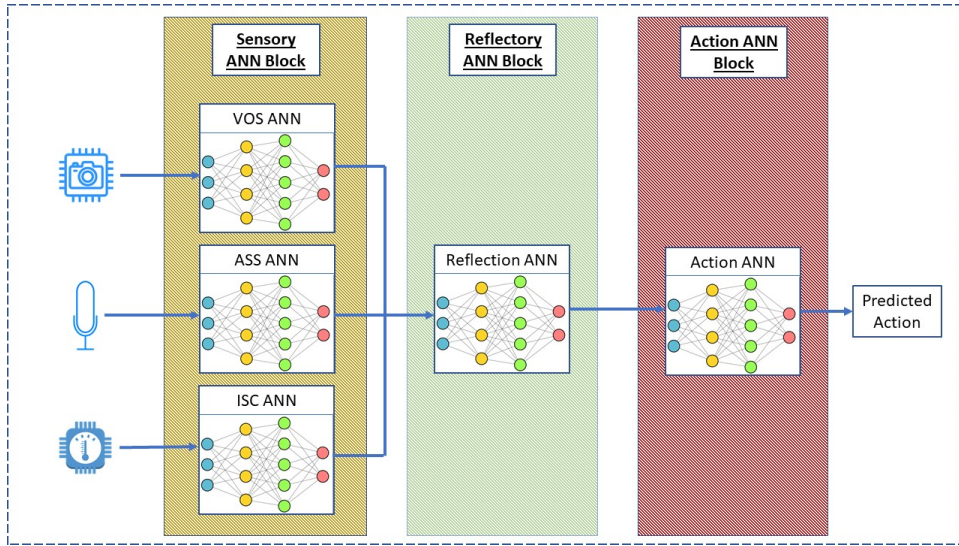 Sensory
ANN Block
Reflectory
ANN Block
Action ANN
Block
VOS ANN
ASS ANN
Reflection ANN
Action ANN
Predicted
Action
ISC ANN